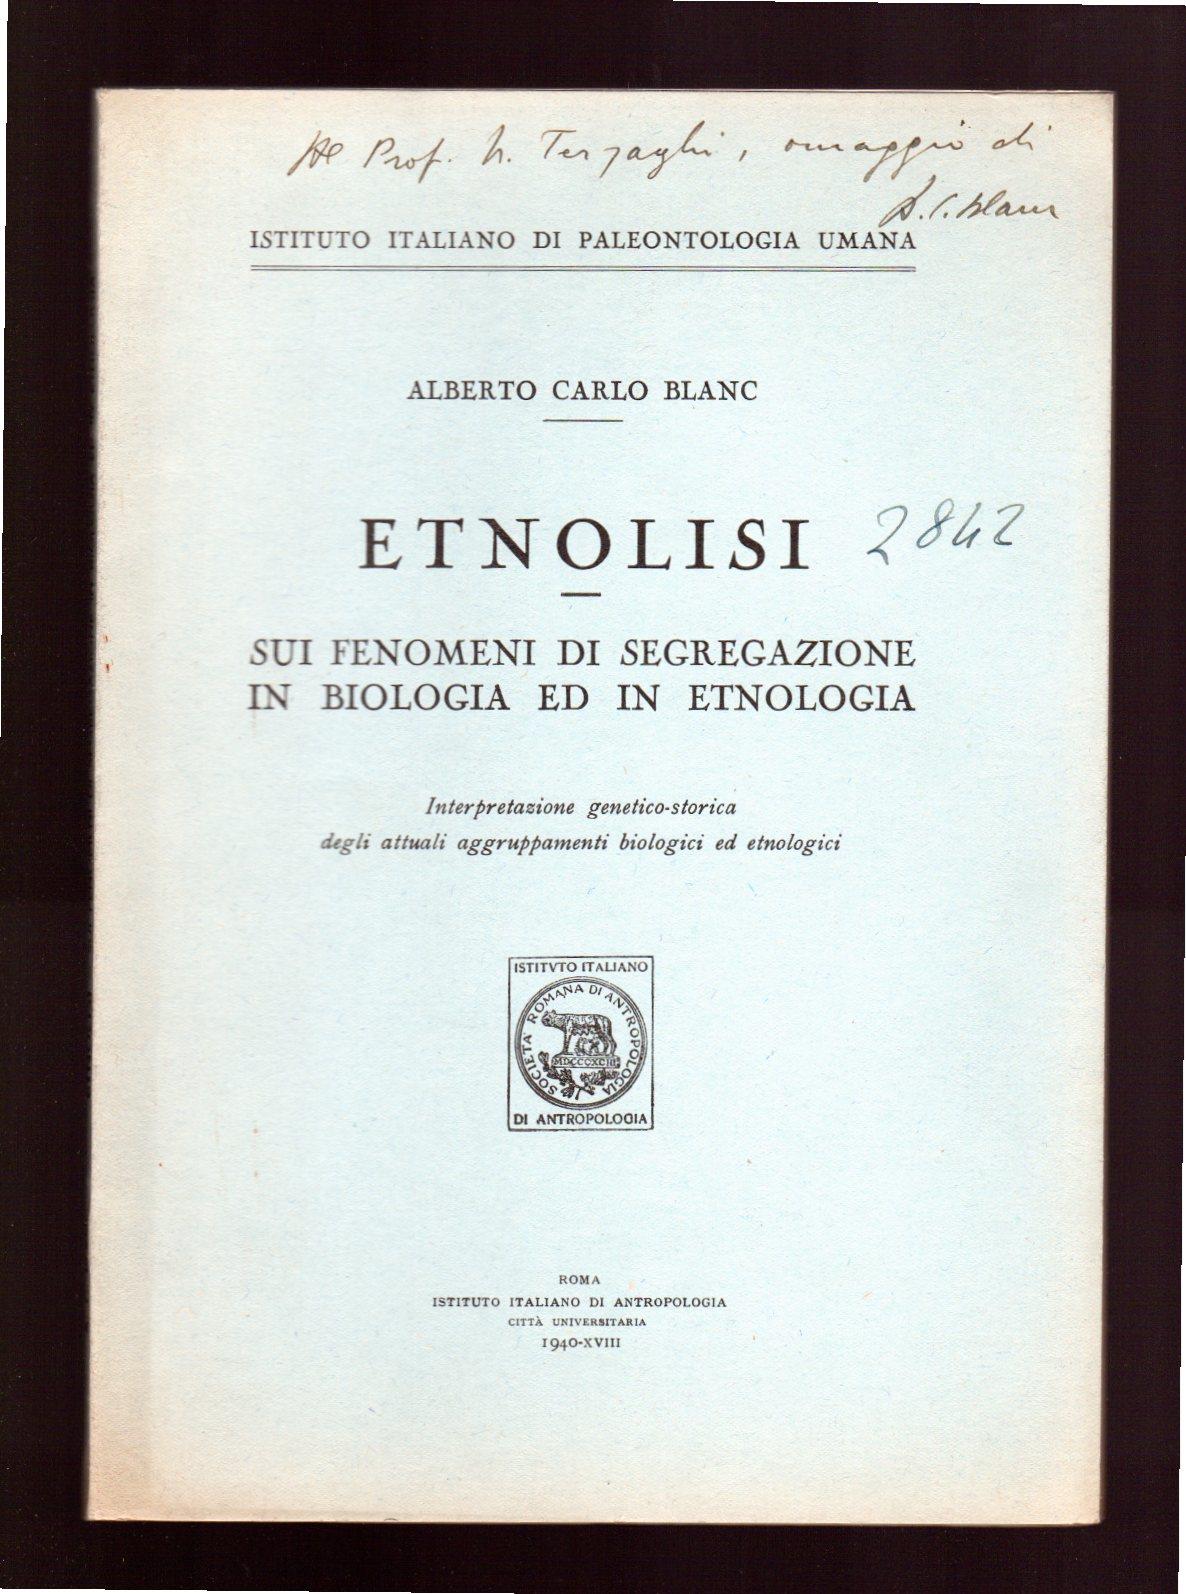 Al Prof. N. Terzaghi, omaggio di
A. C. Blanc
ISTITUTO ITALIANO DI PALEONTOLOGIA UMANA
ALBERTO CARLO BLANC
ETNOLISI
2842
SUI FENOMENI DI SEGREGAZIONE
IN BIOLOGIA ED IN ETNOLOGIA
Interpretazione genetico-storica
degli attuali aggruppamenti biologici ed etnologici
ISTITVTO ITALIANO
SOCIETA' ROMANA DI ANTROPOLOGIA
MDCCCXCIII
DI ANTROPOLOGIA
ROMA
ISTITUTO ITALIANO DI ANTROPOLOGIA
CITTÀ UNIVERSITARIA
1940-XVIII